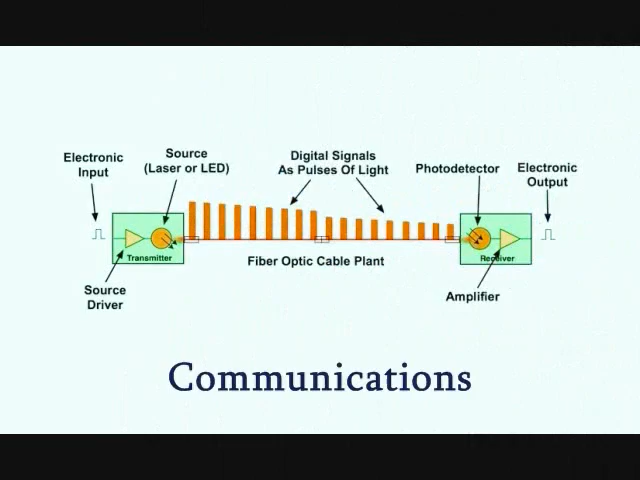 Electronic
Input
Source
(Laser or LED)
Digital Signals
As Pulses Of Light
Photodetector
Electronic
Output
Transmitter
Receiver
Fiber Optic Cable Plant
Source
Driver
Amplifier
Communications